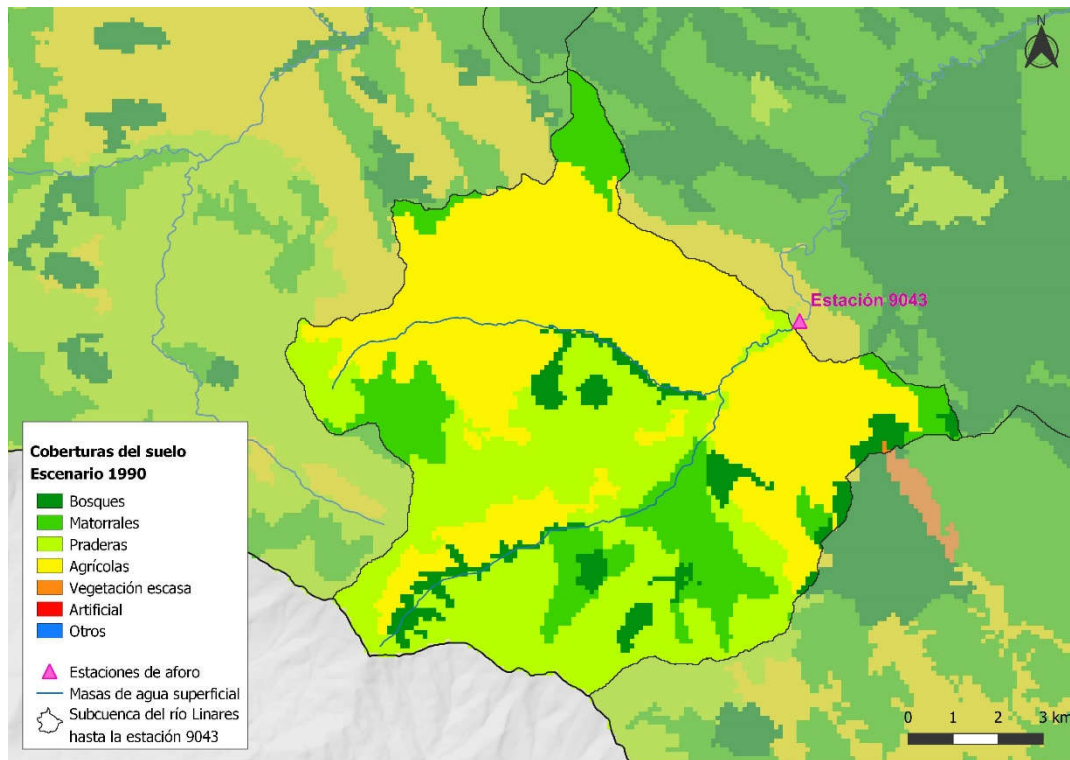 N
Estación 9043
Coberturas del suelo
Escenario 1990
Bosques
Matorrales
Praderas
Agrícolas
Vegetación escasa
Artificial
Otros
Estaciones de aforo
Masas de agua superficial
Subcuenca del río Linares
hasta la estación 9043
0 1 2 3 km